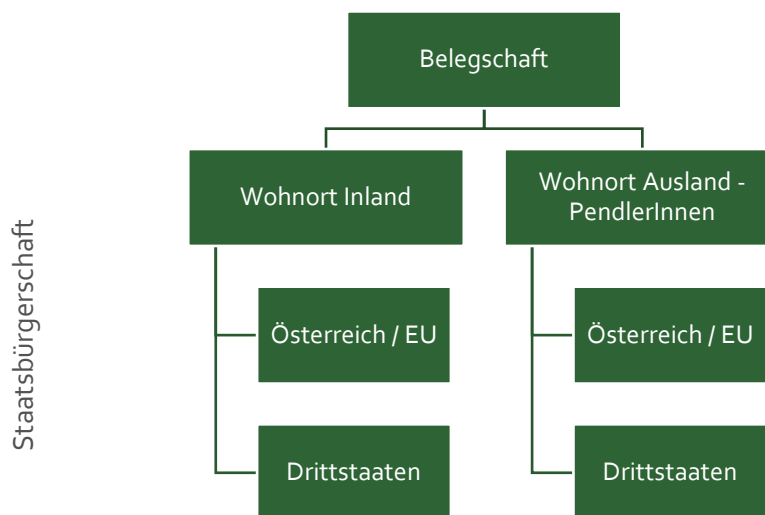 Belegschaft
Wohnort Inland
Wohnort Ausland -
PendlerInnen
Staatsbürgerschaft
Österreich / EU
Österreich / EU
Drittstaaten
Drittstaaten